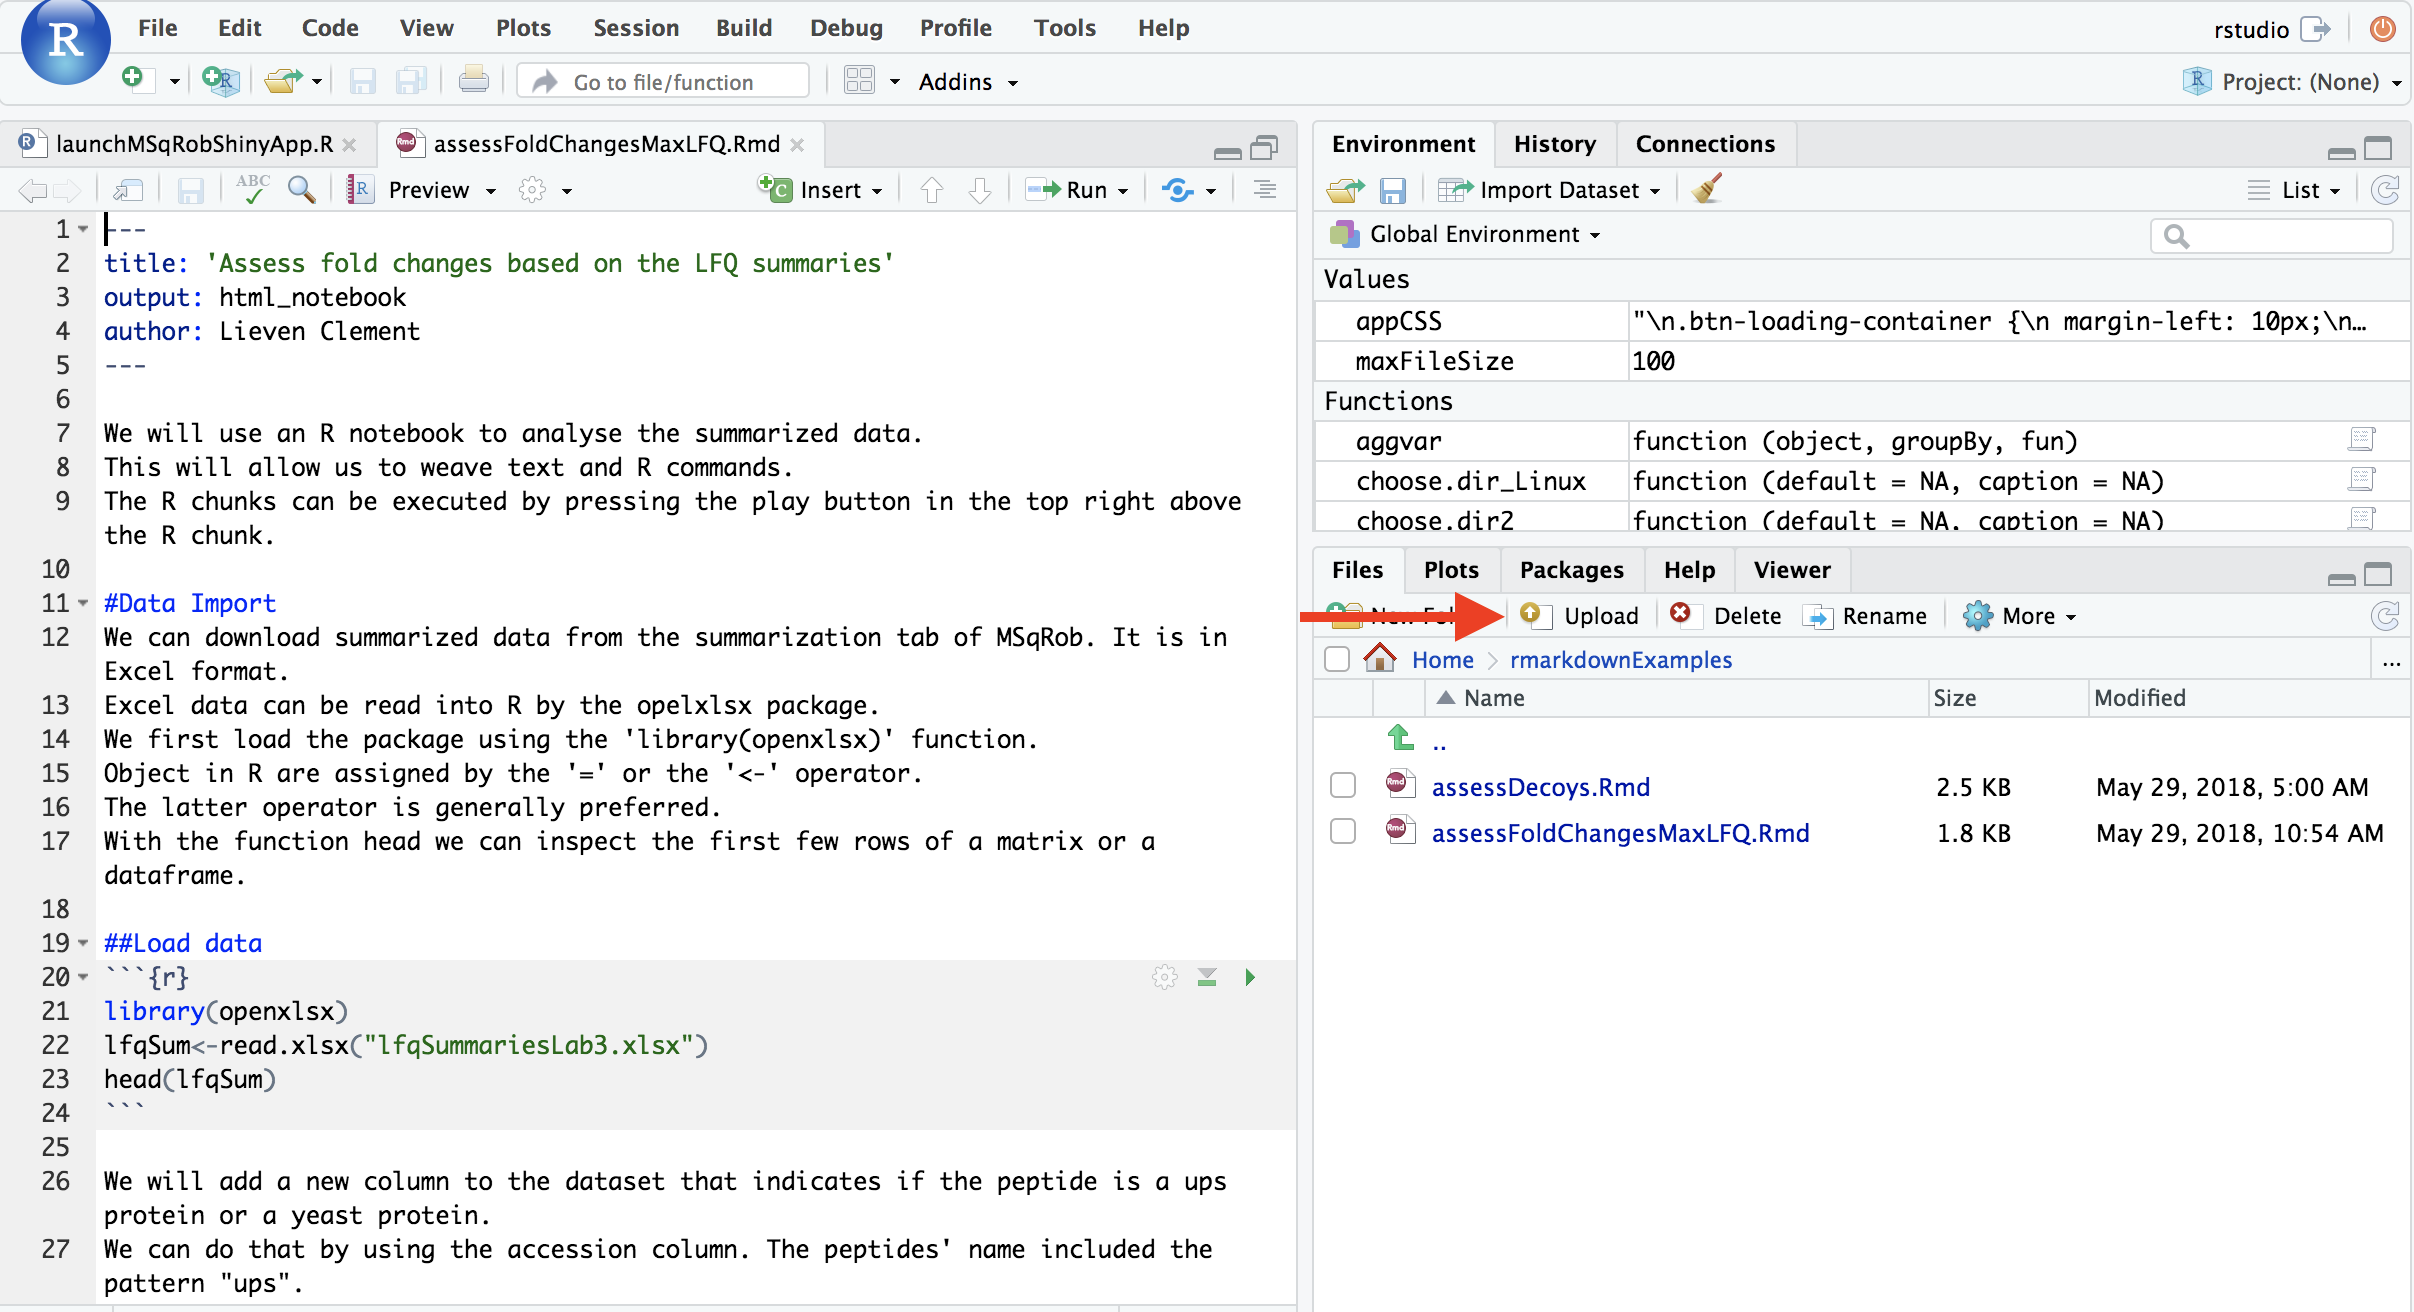 R
File Edit Code View Plots Session Build Debug Profile Tools Help
rstudio
Go to file/function
Addins
Project: (None)
launchMSqRobShinyApp.R
assessFoldChangesMaxLFQ.Rmd
ABC
Preview
Insert
Run
1 ---
2 title: 'Assess fold changes based on the LFQ summaries'
3 output: html_notebook
4 author: Lieven Clement
5 ---
6
7 We will use an R notebook to analyse the summarized data.
8 This will allow us to weave text and R commands.
9 The R chunks can be executed by pressing the play button in the top right above
the R chunk.
10
11 #Data Import
12 We can download summarized data from the summarization tab of MSqRob. It is in
Excel format.
13 Excel data can be read into R by the opelxlsx package.
14 We first load the package using the 'library(openxlsx)' function.
15 Object in R are assigned by the '=' or the '<-' operator.
16 The latter operator is generally preferred.
17 With the function head we can inspect the first few rows of a matrix or a
dataframe.
18
19 ##Load data
20 ```{r}
21 library(openxlsx)
22 lfqSum<-read.xlsx("lfqSummariesLab3.xlsx")
23 head(lfqSum)
24 ```
25
26 We will add a new column to the dataset that indicates if the peptide is a ups
protein or a yeast protein.
27 We can do that by using the accession column. The peptides' name included the
pattern "ups".
Environment History Connections
Import Dataset
List
Global Environment
Values
appCSS "\n.btn-loading-container {\n margin-left: 10px;\n…
maxFileSize 100
Functions
aggvar function (object, groupBy, fun)
choose.dir_Linux function (default = NA, caption = NA)
choose.dir2 function (default = NA, caption = NA)
Files Plots Packages Help Viewer
New Fol
Upload Delete Rename More
Home rmarkdownExamples ...
Name Size Modified
..
assessDecoys.Rmd 2.5 KB May 29, 2018, 5:00 AM
assessFoldChangesMaxLFQ.Rmd 1.8 KB May 29, 2018, 10:54 AM